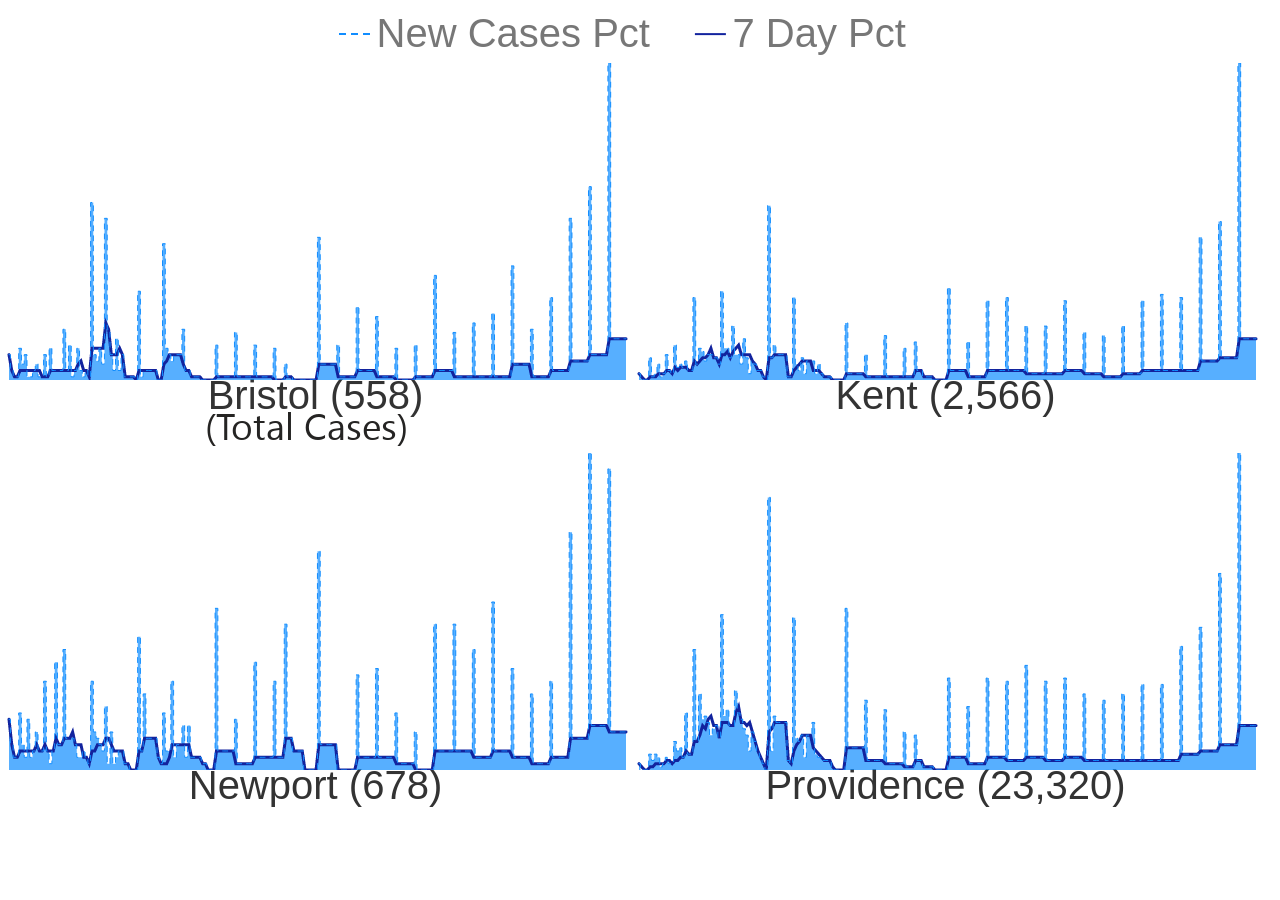 New Cases Pct 7 Day Pct
Bristol (558)
(Total Cases)
Kent (2,566)
Newport (678)
Providence (23,320)